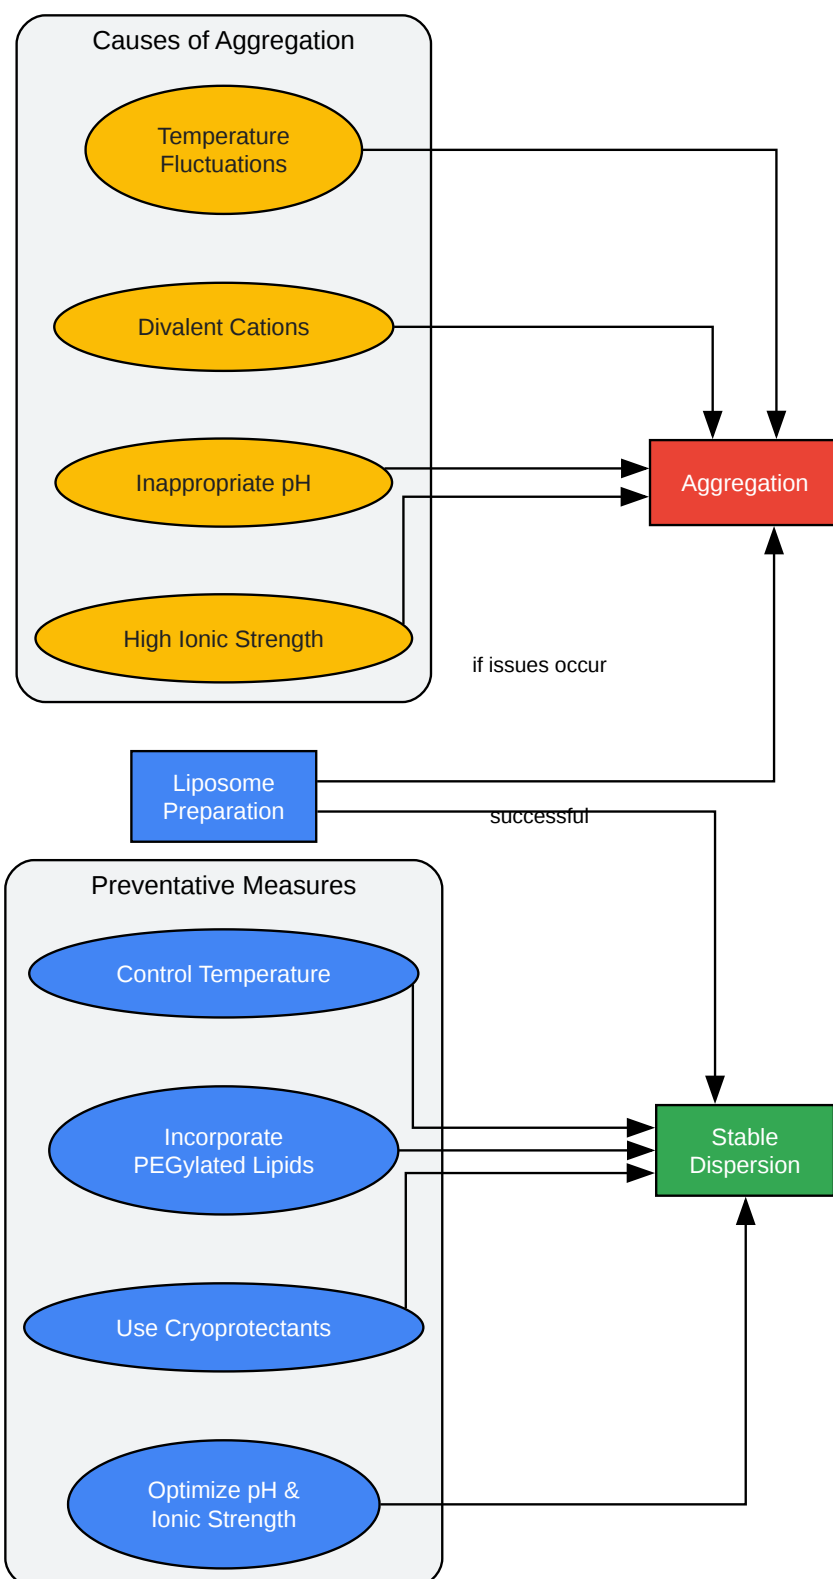 Causes of Aggregation
Temperature
Fluctuations
Divalent Cations
Inappropriate pH
Aggregation
High Ionic Strength
if issues occur
Liposome
Preparation
successful
Preventative Measures
Control Temperature
Incorporate
PEGylated Lipids
Stable
Dispersion
Use Cryoprotectants
Optimize pH &
Ionic Strength